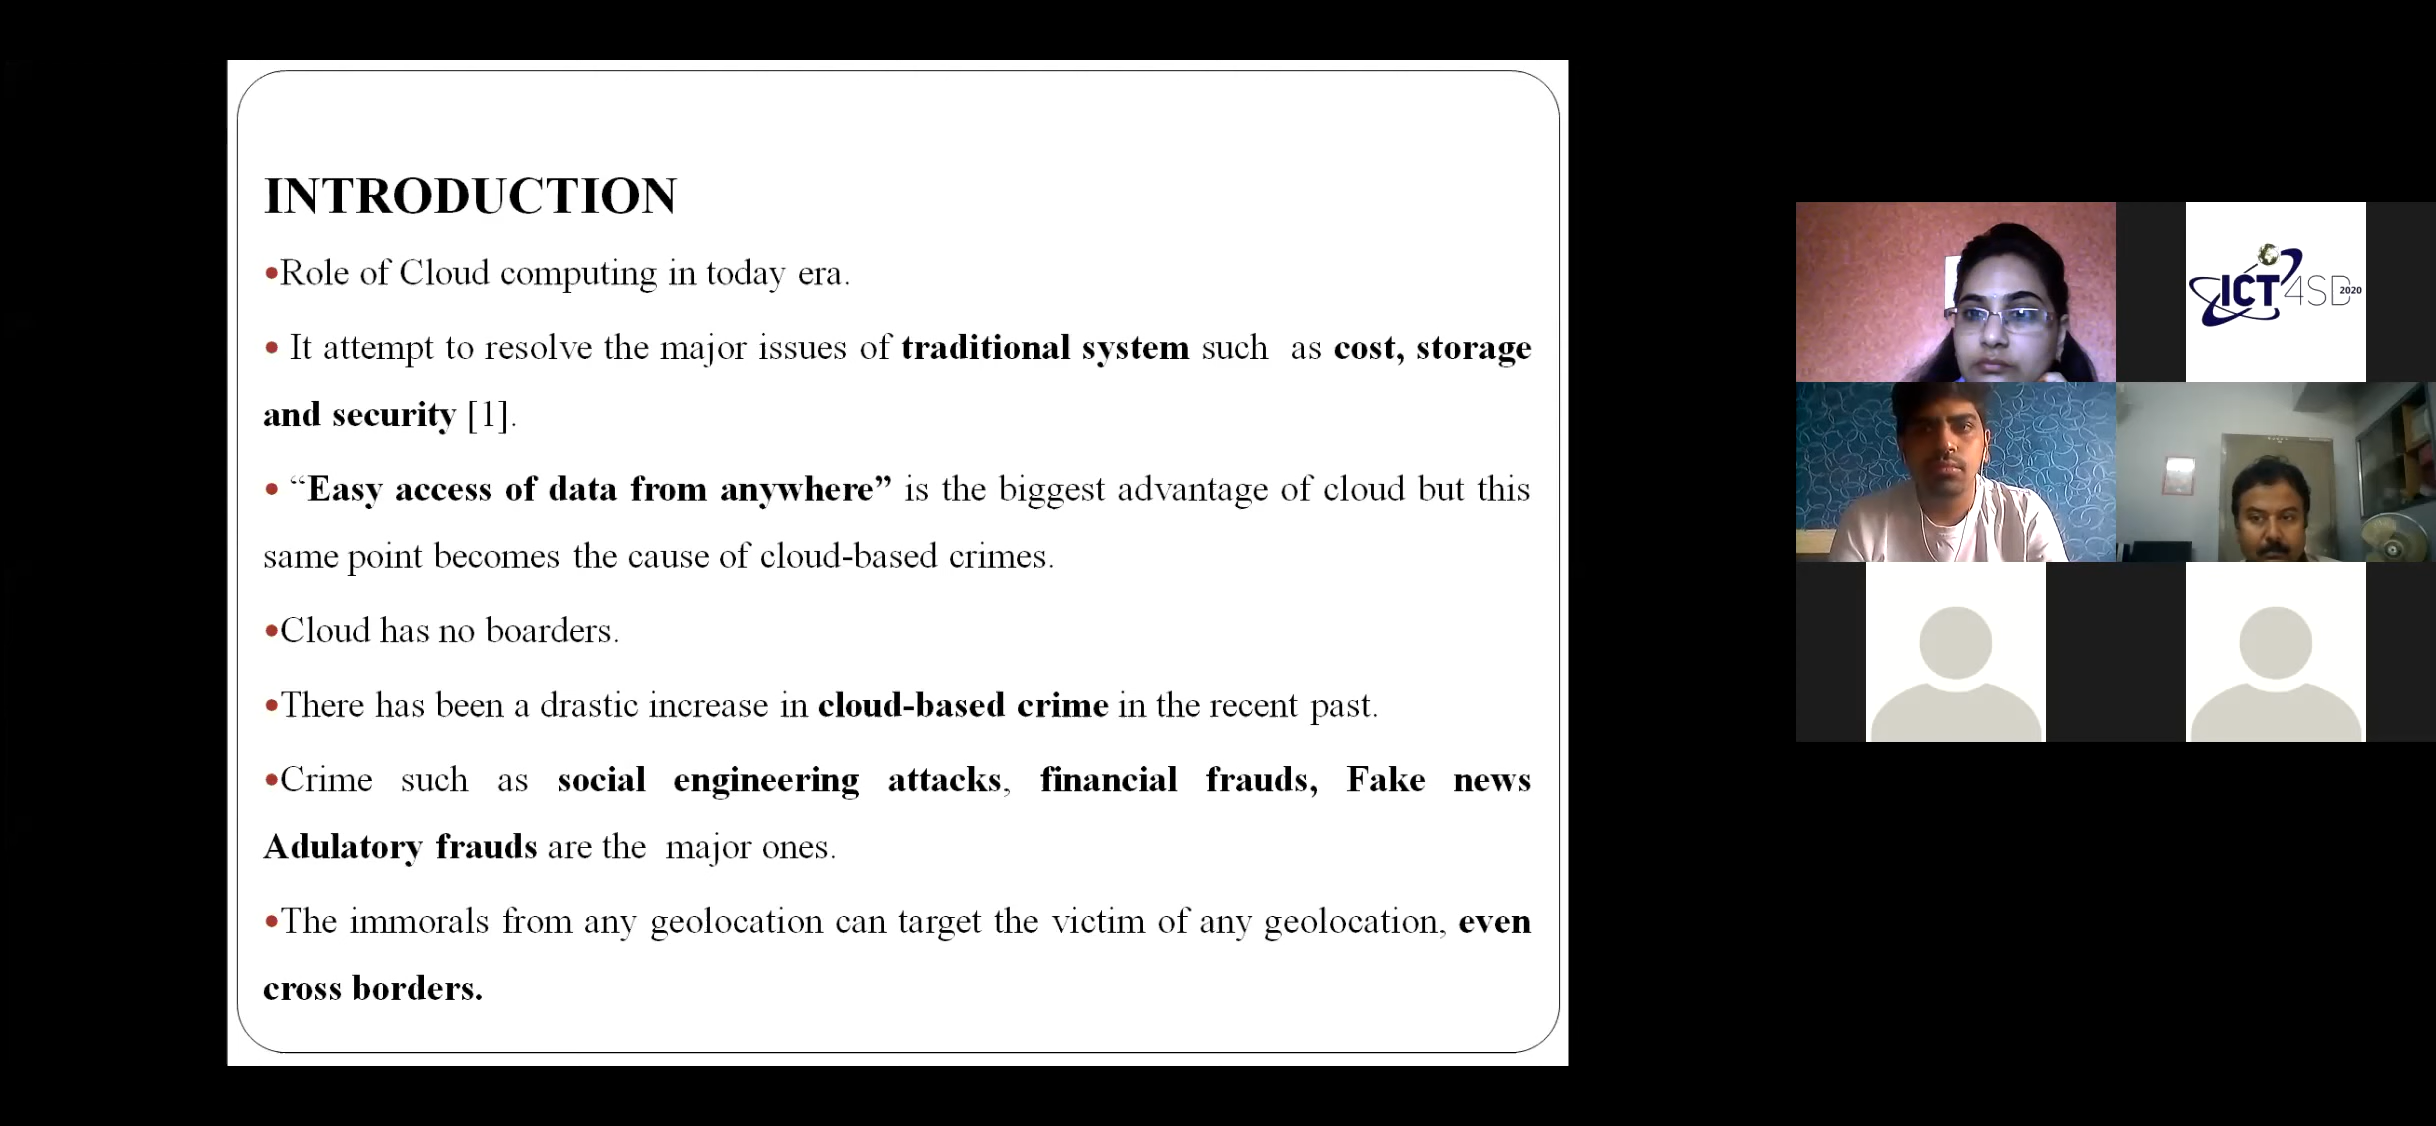 INTRODUCTION
•Role of Cloud computing in today era.
• It attempt to resolve the major issues of traditional system such as cost, storage
and security [1].
• “Easy access of data from anywhere” is the biggest advantage of cloud but this
same point becomes the cause of cloud-based crimes.
•Cloud has no boarders.
•There has been a drastic increase in cloud-based crime in the recent past.
•Crime such as social engineering attacks, financial frauds, Fake news
Adulatory frauds are the major ones.
•The immorals from any geolocation can target the victim of any geolocation, even
cross borders.
ICT4SD 2020